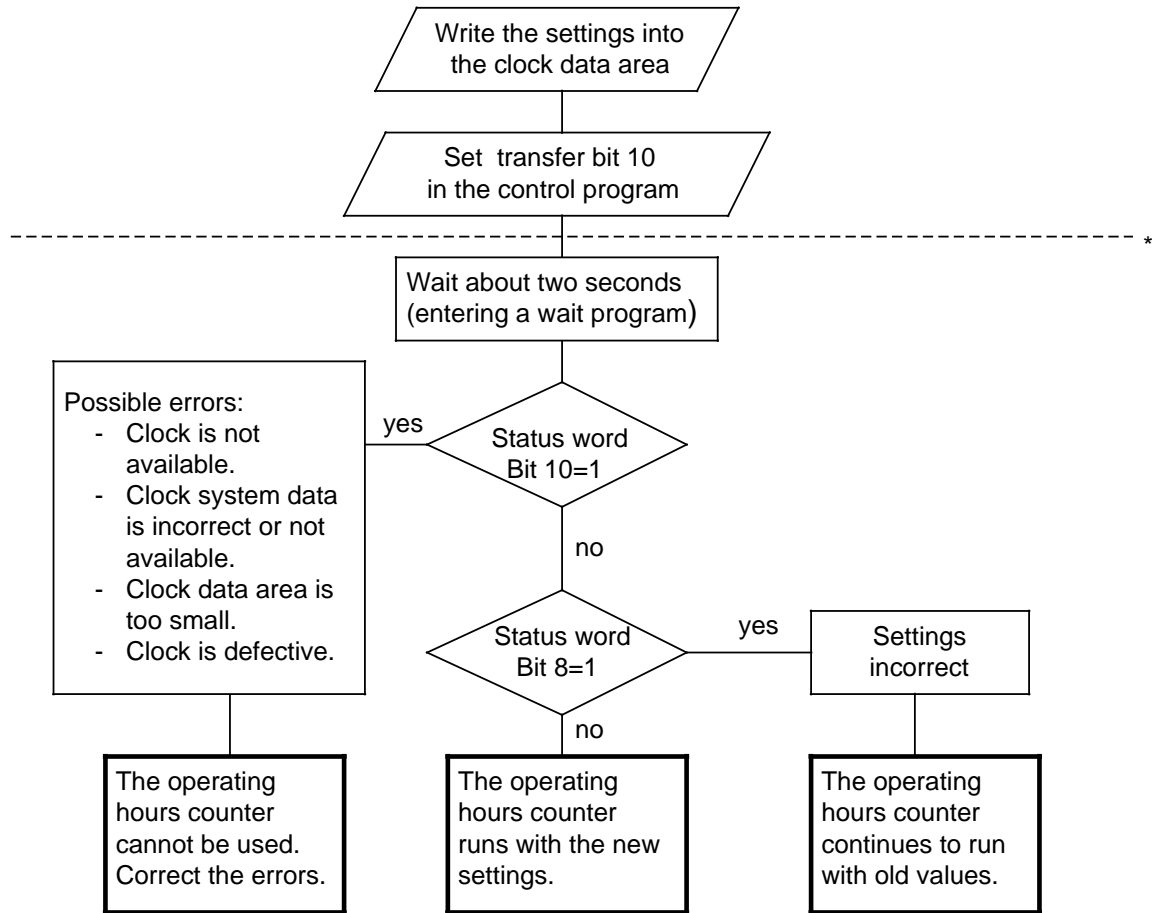 Write the settings into
the clock data area
Set transfer bit 10
in the control program
*
Wait about two seconds
(entering a wait program)
Possible errors:
- Clock is not
available.
- Clock system data
is incorrect or not
available.
- Clock data area is
too small.
- Clock is defective.
yes
Status word
Bit 10=1
no
Status word
Bit 8=1
yes
Settings
incorrect
no
The operating
hours counter
cannot be used.
Correct the errors.
The operating
hours counter
runs with the new
settings.
The operating
hours counter
continues to run
with old values.